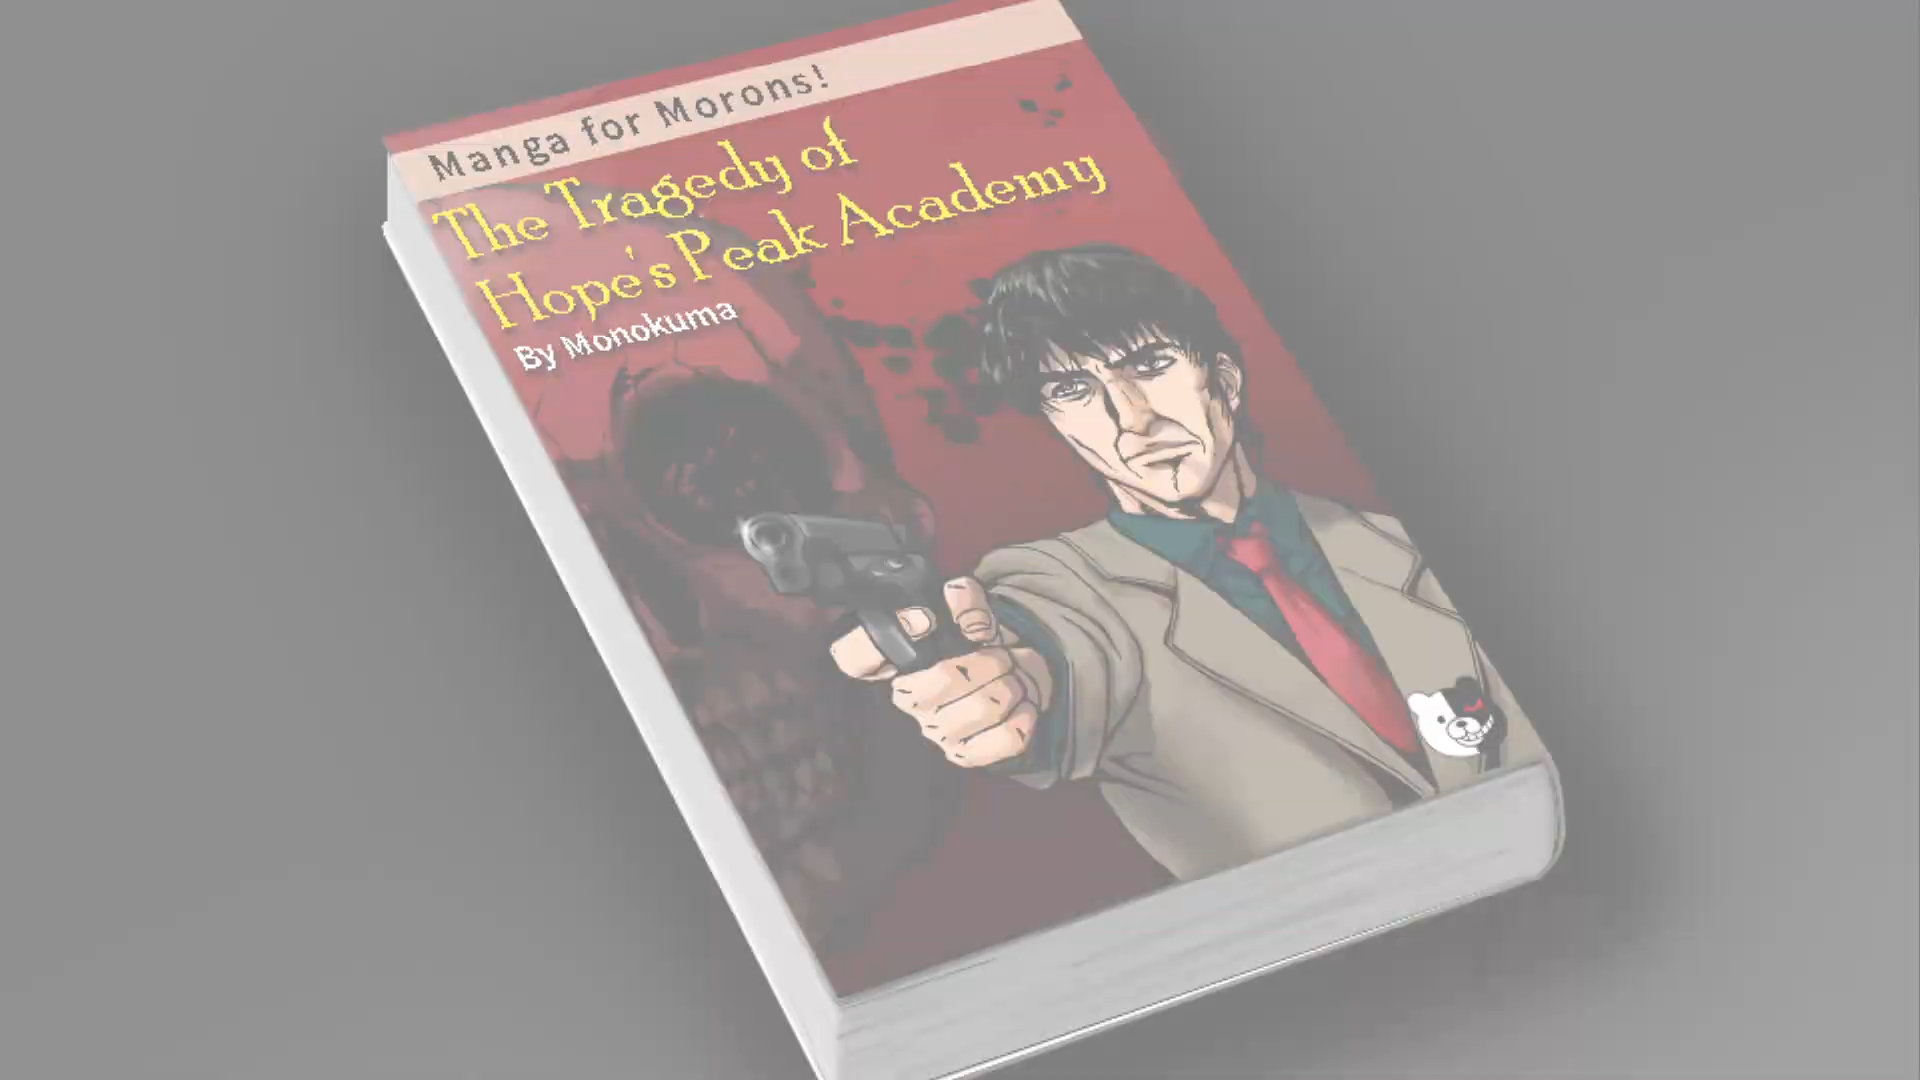 Manga for Morons!
The Tragedy of
Hope's Peak Academy
By Monokuma